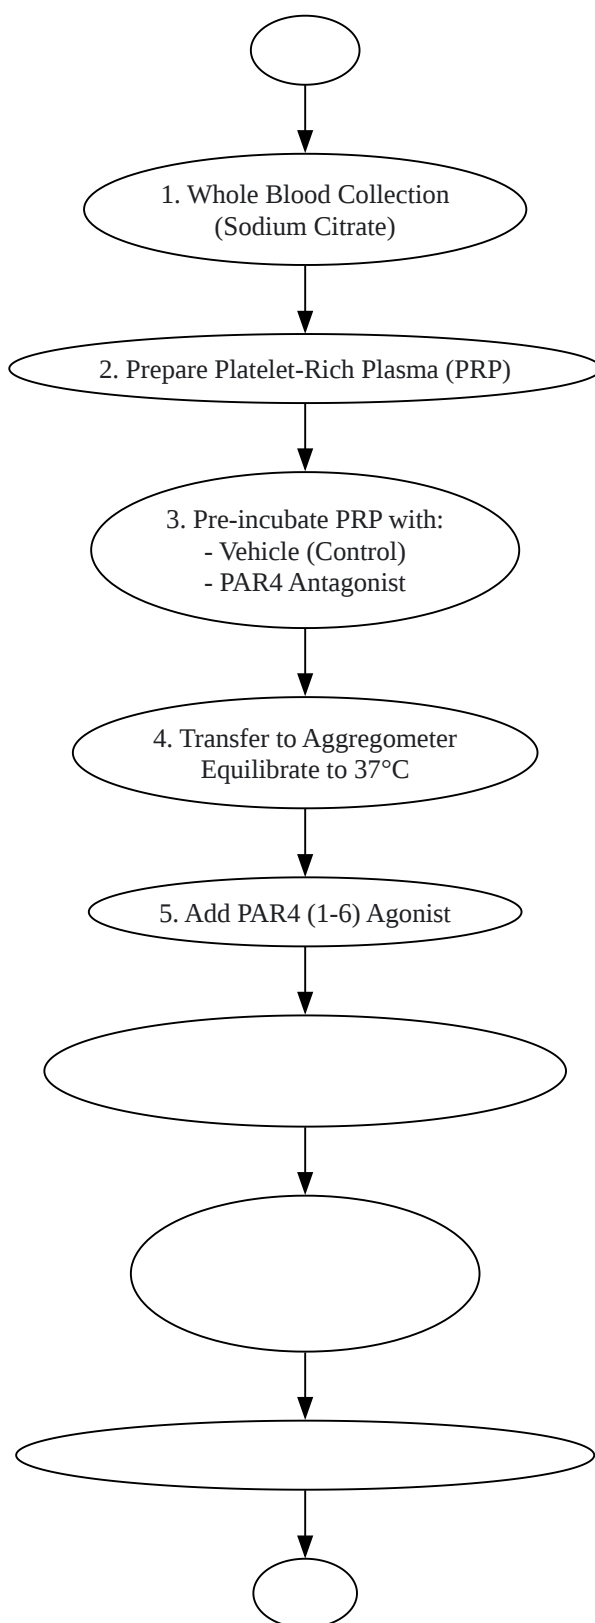 1. Whole Blood Collection
(Sodium Citrate)
2. Prepare Platelet-Rich Plasma (PRP)
3. Pre-incubate PRP with:
- Vehicle (Control)
- PAR4 Antagonist
4. Transfer to Aggregometer
Equilibrate to 37°C
5. Add PAR4 (1-6) Agonist